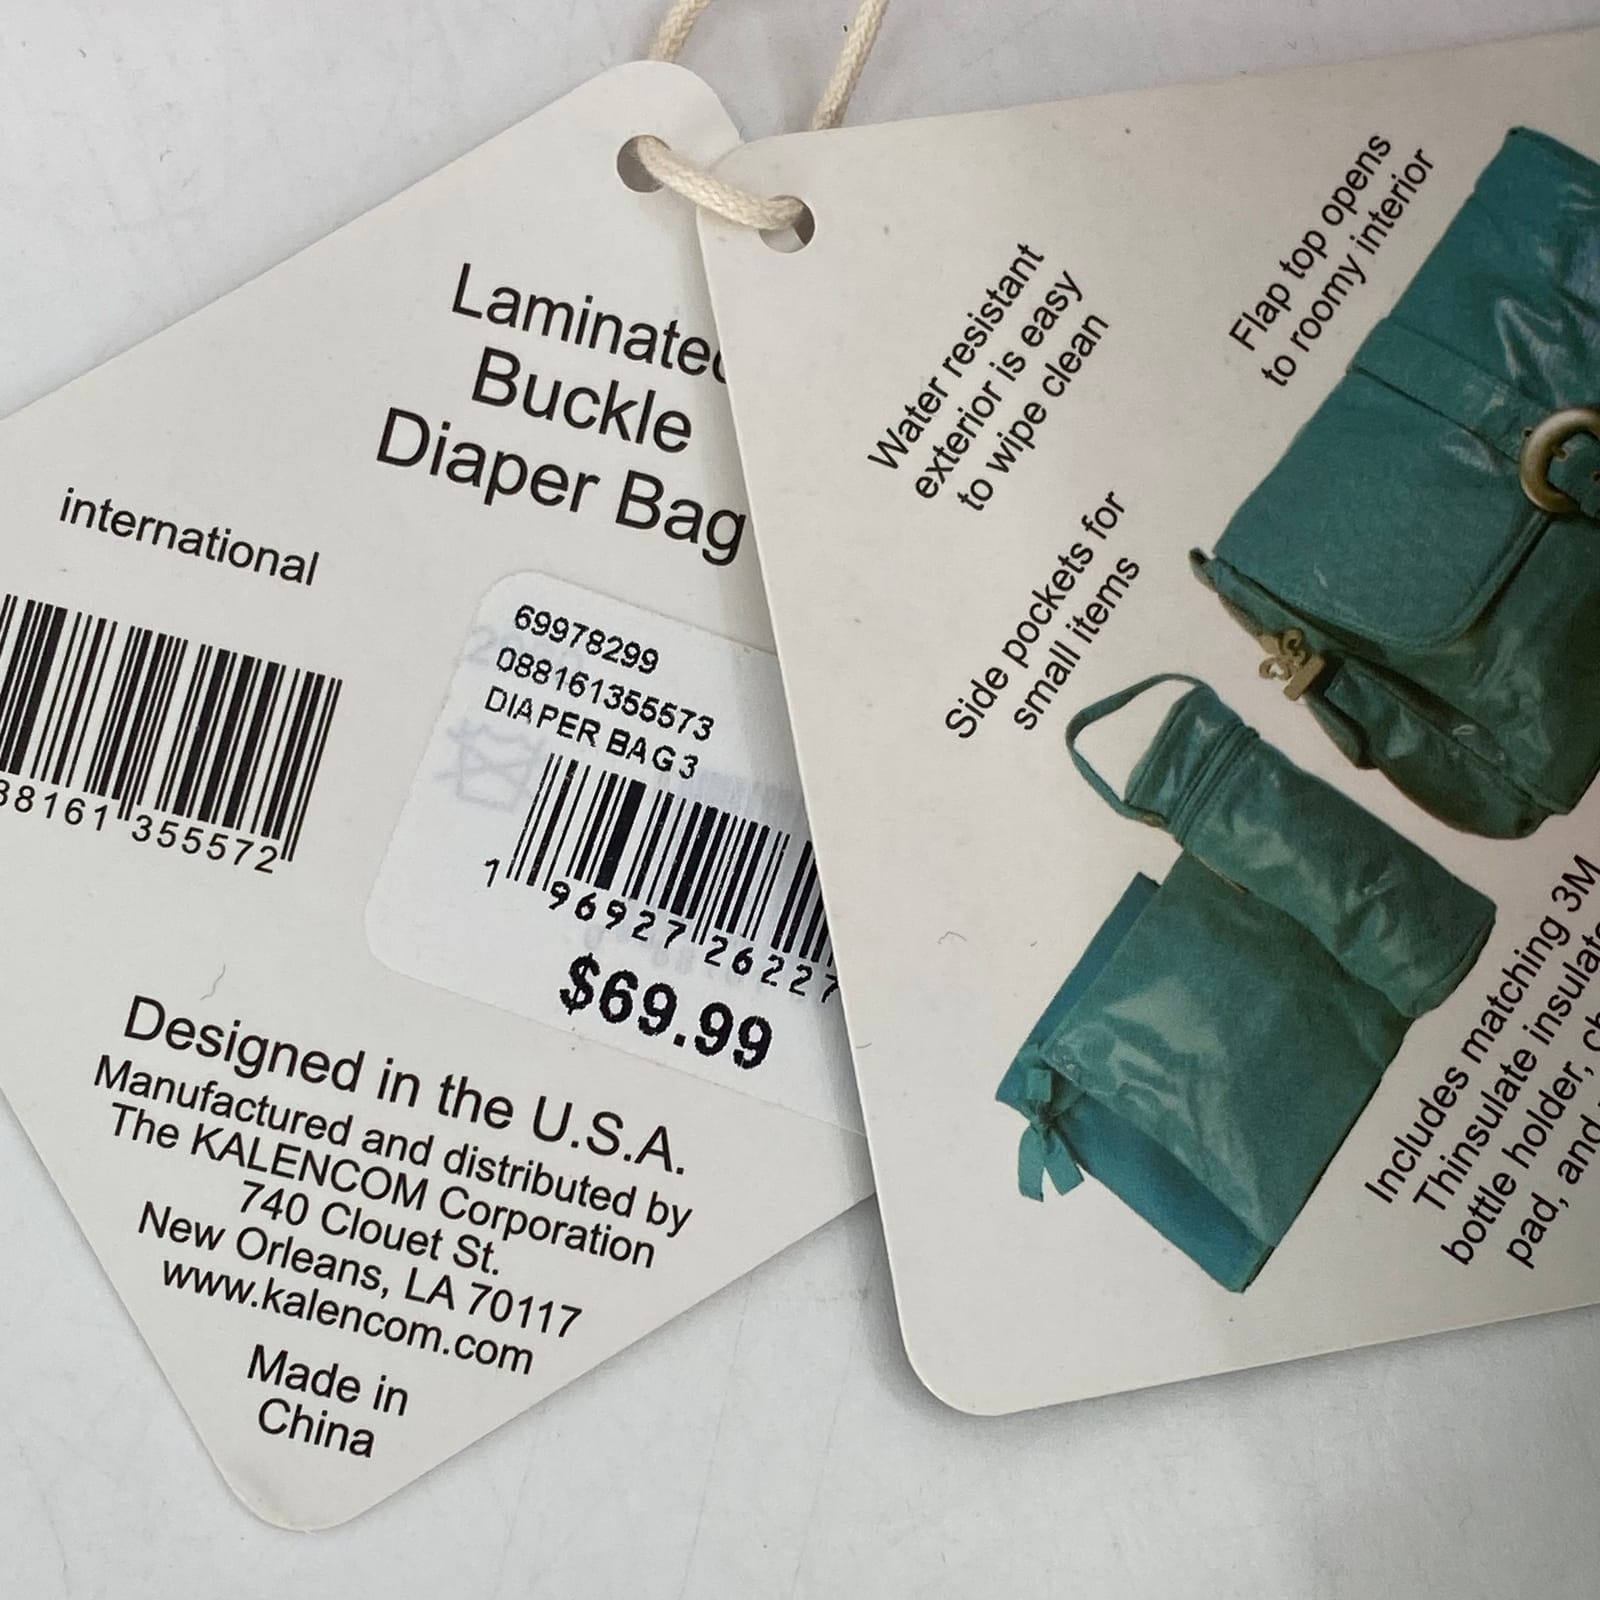 Laminated
Buckle
Diaper Bag
international
88161 355572
69978299
088161355573
DIAPER BAG 3
1 96927 26227
$69.99
Designed in the U.S.A.
Manufactured and distributed by
The KALENCOM Corporation
740 Clouet St.
New Orleans, LA 70117
www.kalencom.com
Made in
China
Water resistant
exterior is easy
to wipe clean
Flap top opens
to roomy interior
Side pockets for
small items
Includes matching 3M
Thinsulate
bottle holder,
pad, and